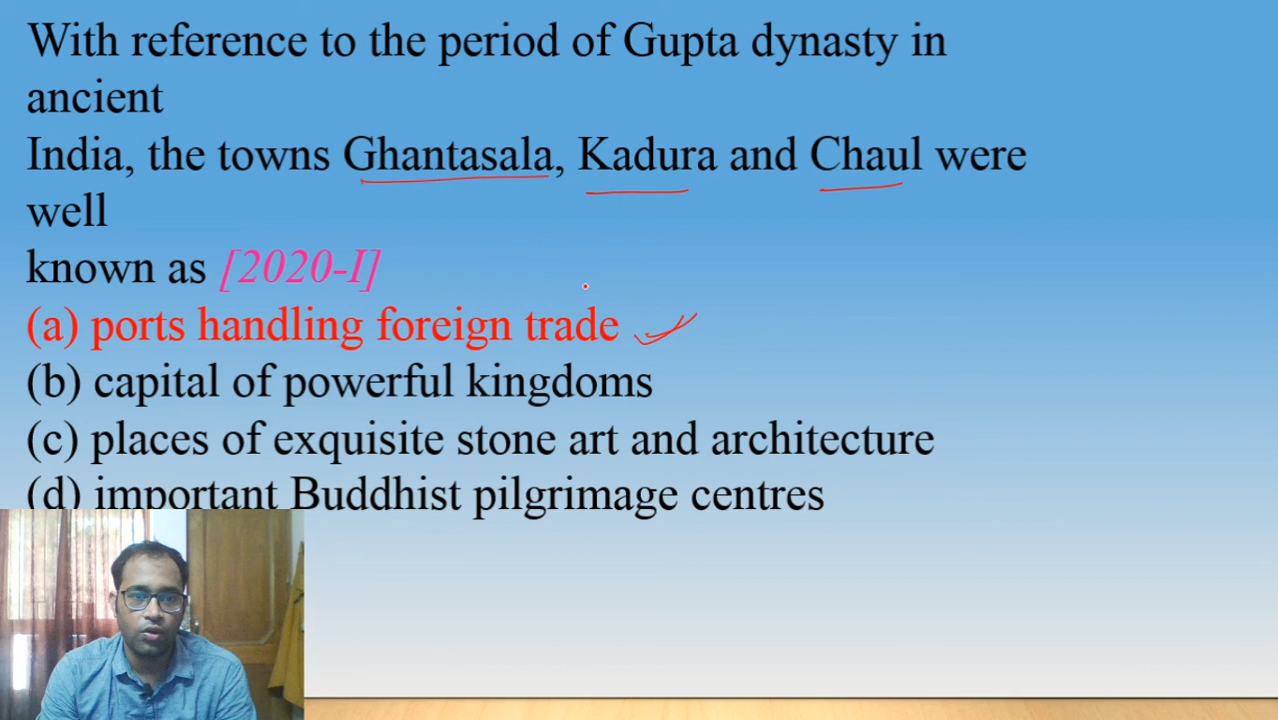 With reference to the period of Gupta dynasty in
ancient
India, the towns Ghantasala, Kadura and Chaul were
well
known as [2020-I]
(a) ports handling foreign trade
(b) capital of powerful kingdoms
(c) places of exquisite stone art and architecture
(d) important Buddhist pilgrimage centres